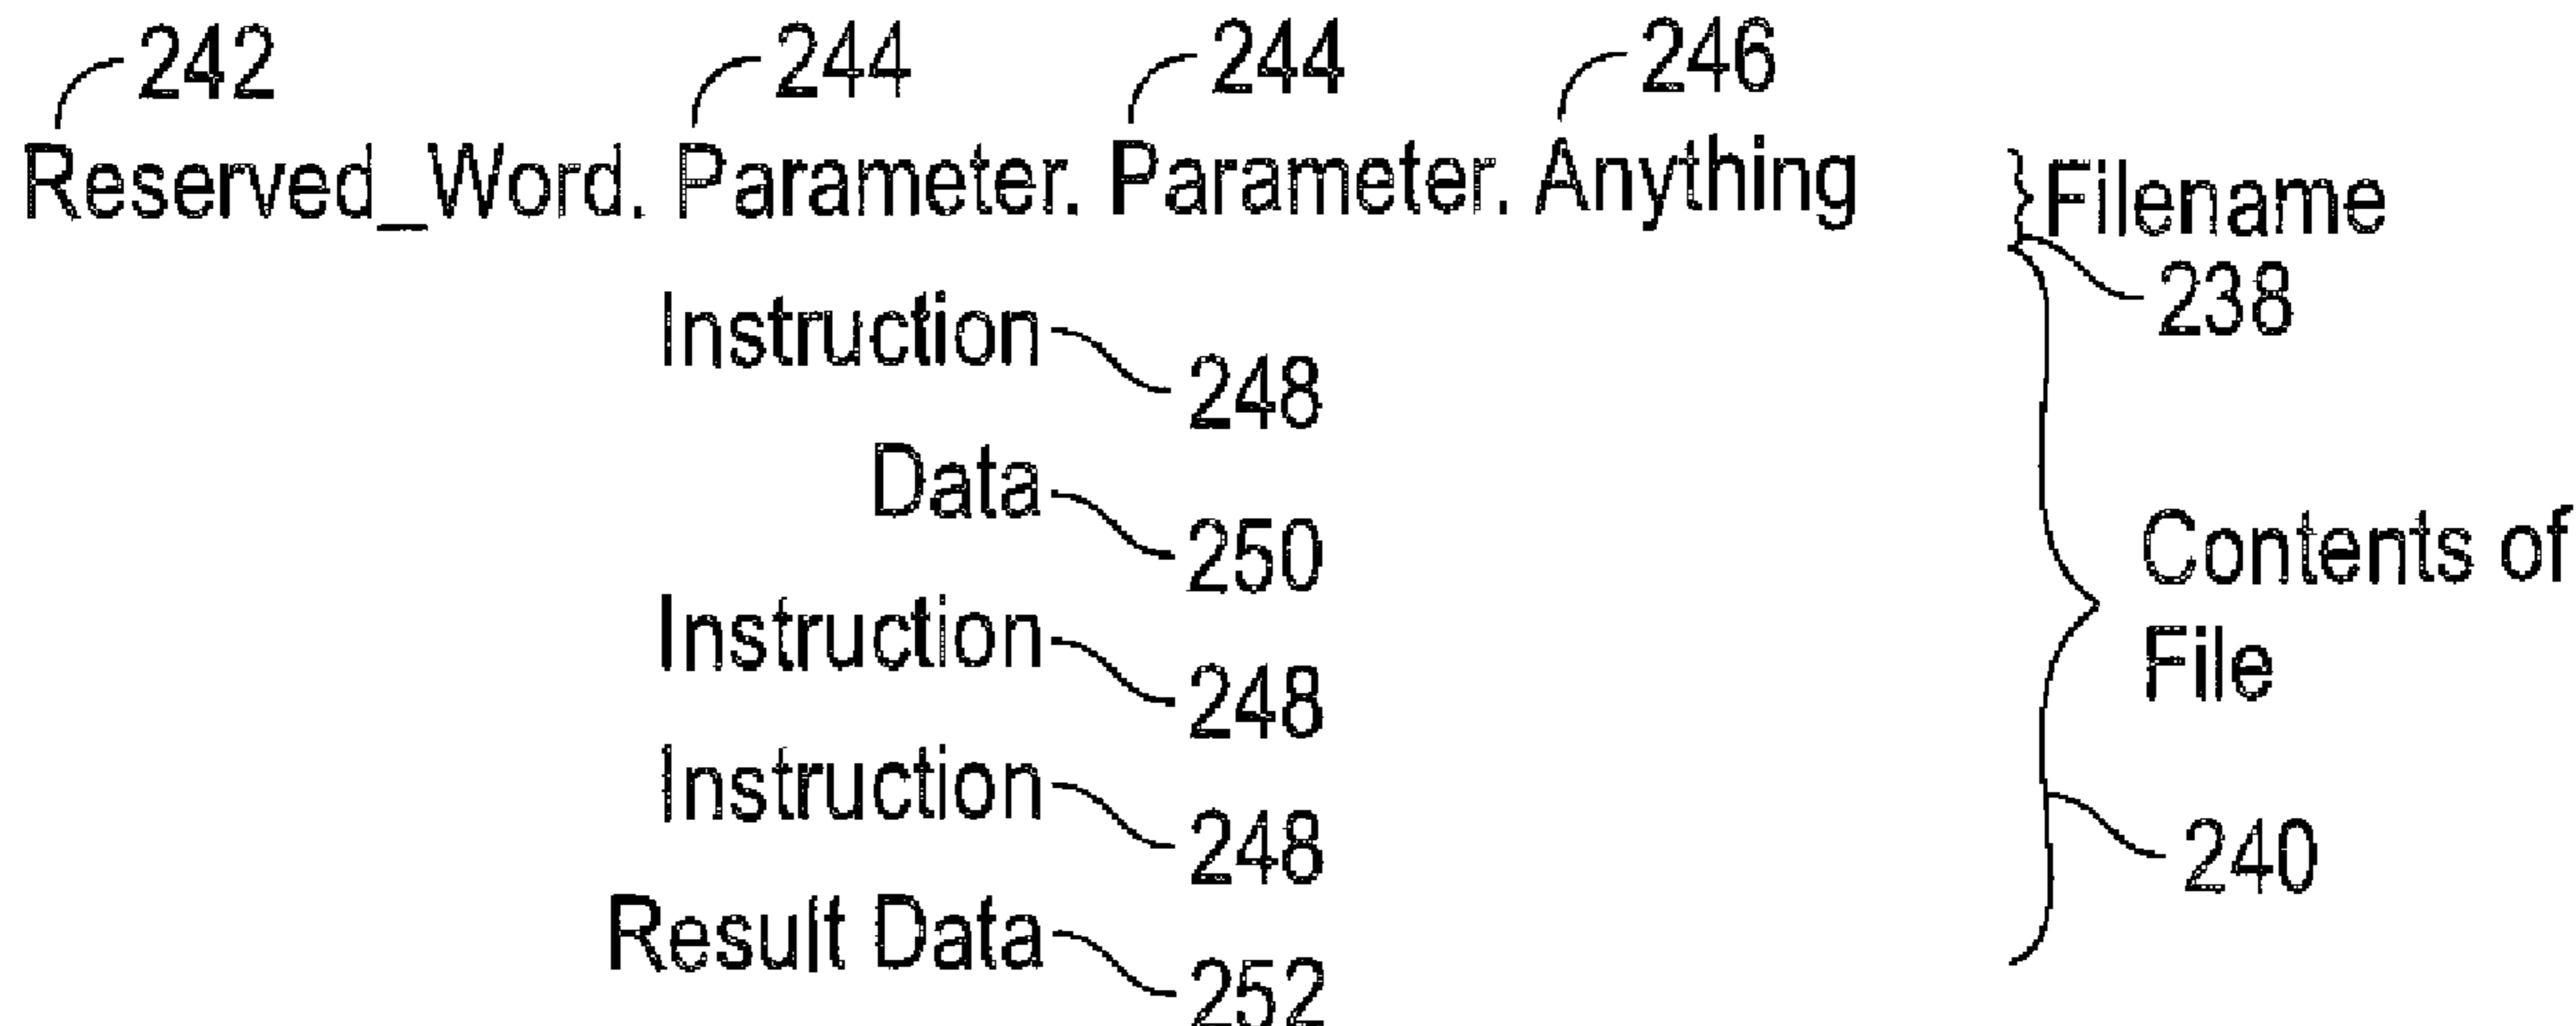 242 244 244 246
Reserved_Word. Parameter. Parameter. Anything
Filename
238
Instruction
248
Data
250
Instruction
248
Instruction
248
Result Data
252
Contents of
File
240